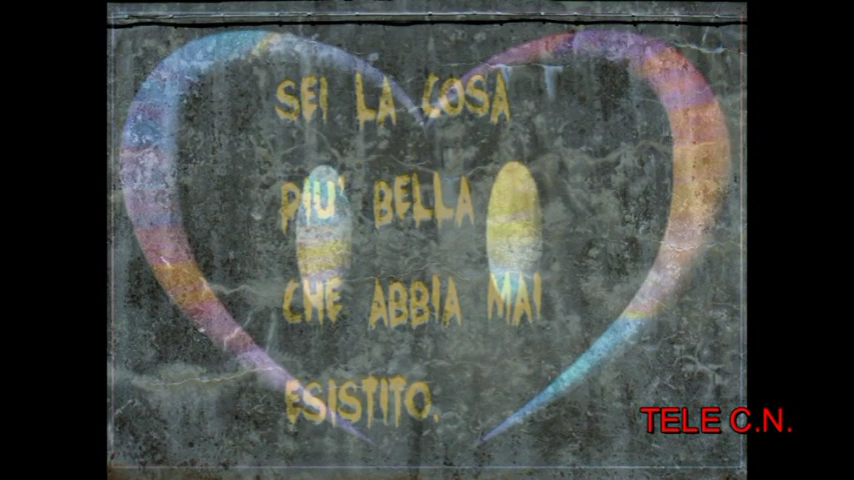 SEI LA COSA
PIU' BELLA
CHE ABBIA MAI
ESISTITO.
TELE C.N.